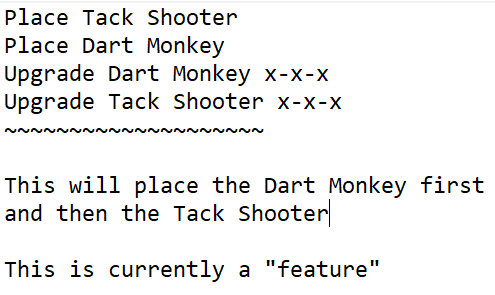 Place Tack Shooter
Place Dart Monkey
Upgrade Dart Monkey x-x-x
Upgrade Tack Shooter x-x-x
~~~~~~~~~~~~~~~~~~~~
This will place the Dart Monkey first
and then the Tack Shooter
This is currently a "feature"